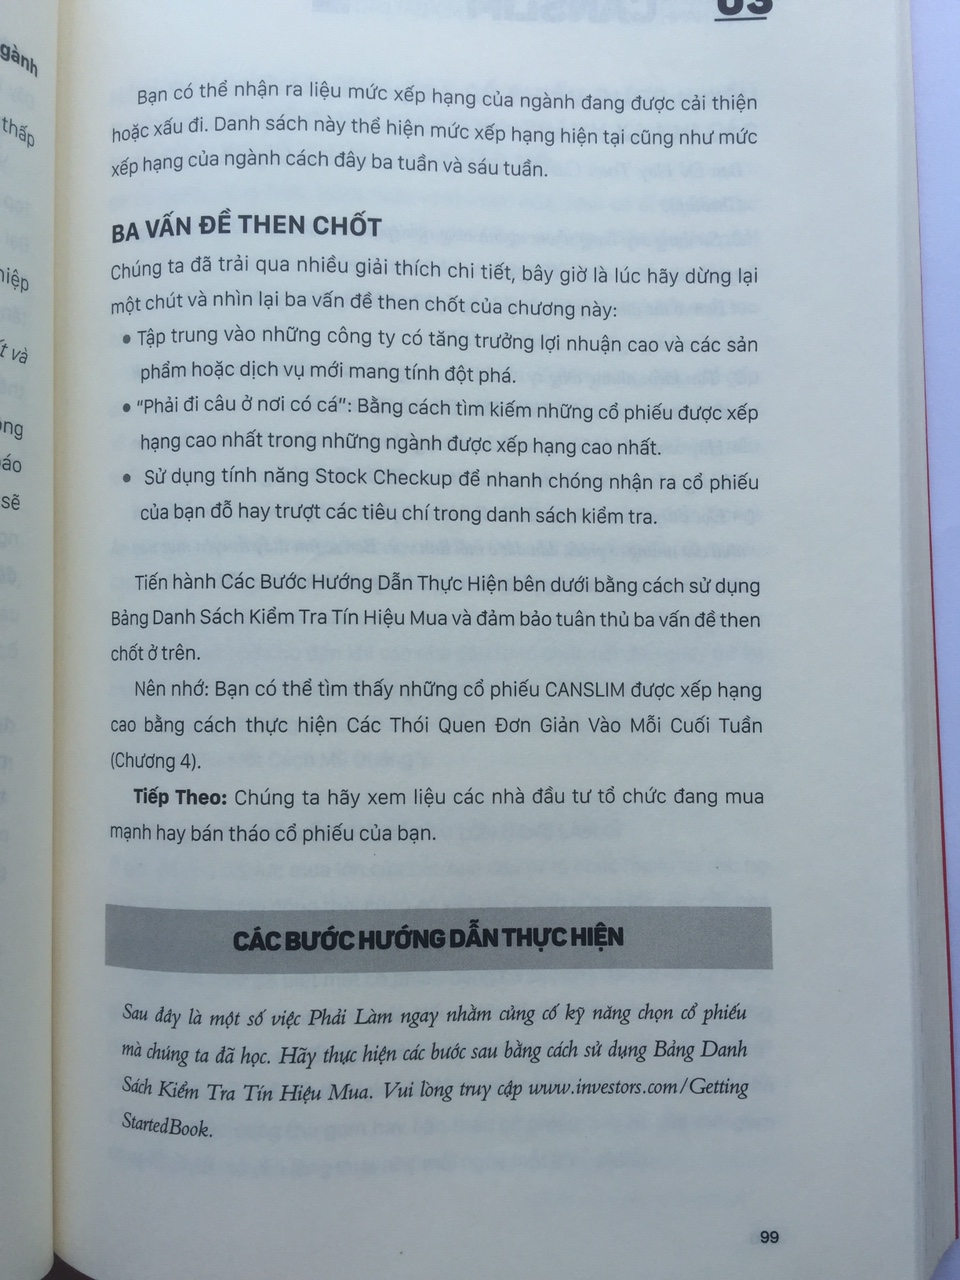 03
Bạn có thể nhận ra liệu mức xếp hạng của ngành đang được cải thiện
hoặc xấu đi. Danh sách này thể hiện mức xếp hạng hiện tại cũng như mức
xếp hạng của ngành cách đây ba tuần và sáu tuần.
BA VẤN ĐỀ THEN CHỐT
Chúng ta đã trải qua nhiều giải thích chi tiết, bây giờ là lúc hãy dừng lại
một chút và nhìn lại ba vấn đề then chốt của chương này:
• Tập trung vào những công ty có tăng trưởng lợi nhuận cao và các sản
phẩm hoặc dịch vụ mới mang tính đột phá.
• "Phải đi câu ở nơi có cá": Bằng cách tìm kiếm những cổ phiếu được xếp
hạng cao nhất trong những ngành được xếp hạng cao nhất.
• Sử dụng tính năng Stock Checkup để nhanh chóng nhận ra cổ phiếu
của bạn đỗ hay trượt các tiêu chí trong danh sách kiểm tra.
Tiến hành Các Bước Hướng Dẫn Thực Hiện bên dưới bằng cách sử dụng
Bảng Danh Sách Kiểm Tra Tín Hiệu Mua và đảm bảo tuân thủ ba vấn đề then
chốt ở trên.
Nên nhớ: Bạn có thể tìm thấy những cổ phiếu CANSLIM được xếp hạng
cao bằng cách thực hiện Các Thói Quen Đơn Giản Vào Mỗi Cuối Tuần
(Chương 4).
Tiếp Theo: Chúng ta hãy xem liệu các nhà đầu tư tổ chức đang mua
mạnh hay bán tháo cổ phiếu của bạn.
CÁC BƯỚC HƯỚNG DẪN THỰC HIỆN
Sau đây là một số việc Phải Làm ngay nhằm củng cố kỹ năng chọn cổ phiếu
mà chúng ta đã học. Hãy thực hiện các bước sau bằng cách sử dụng Bảng Danh
Sách Kiểm Tra Tín Hiệu Mua. Vui lòng truy cập www.investors.com/Getting
StartedBook.
99